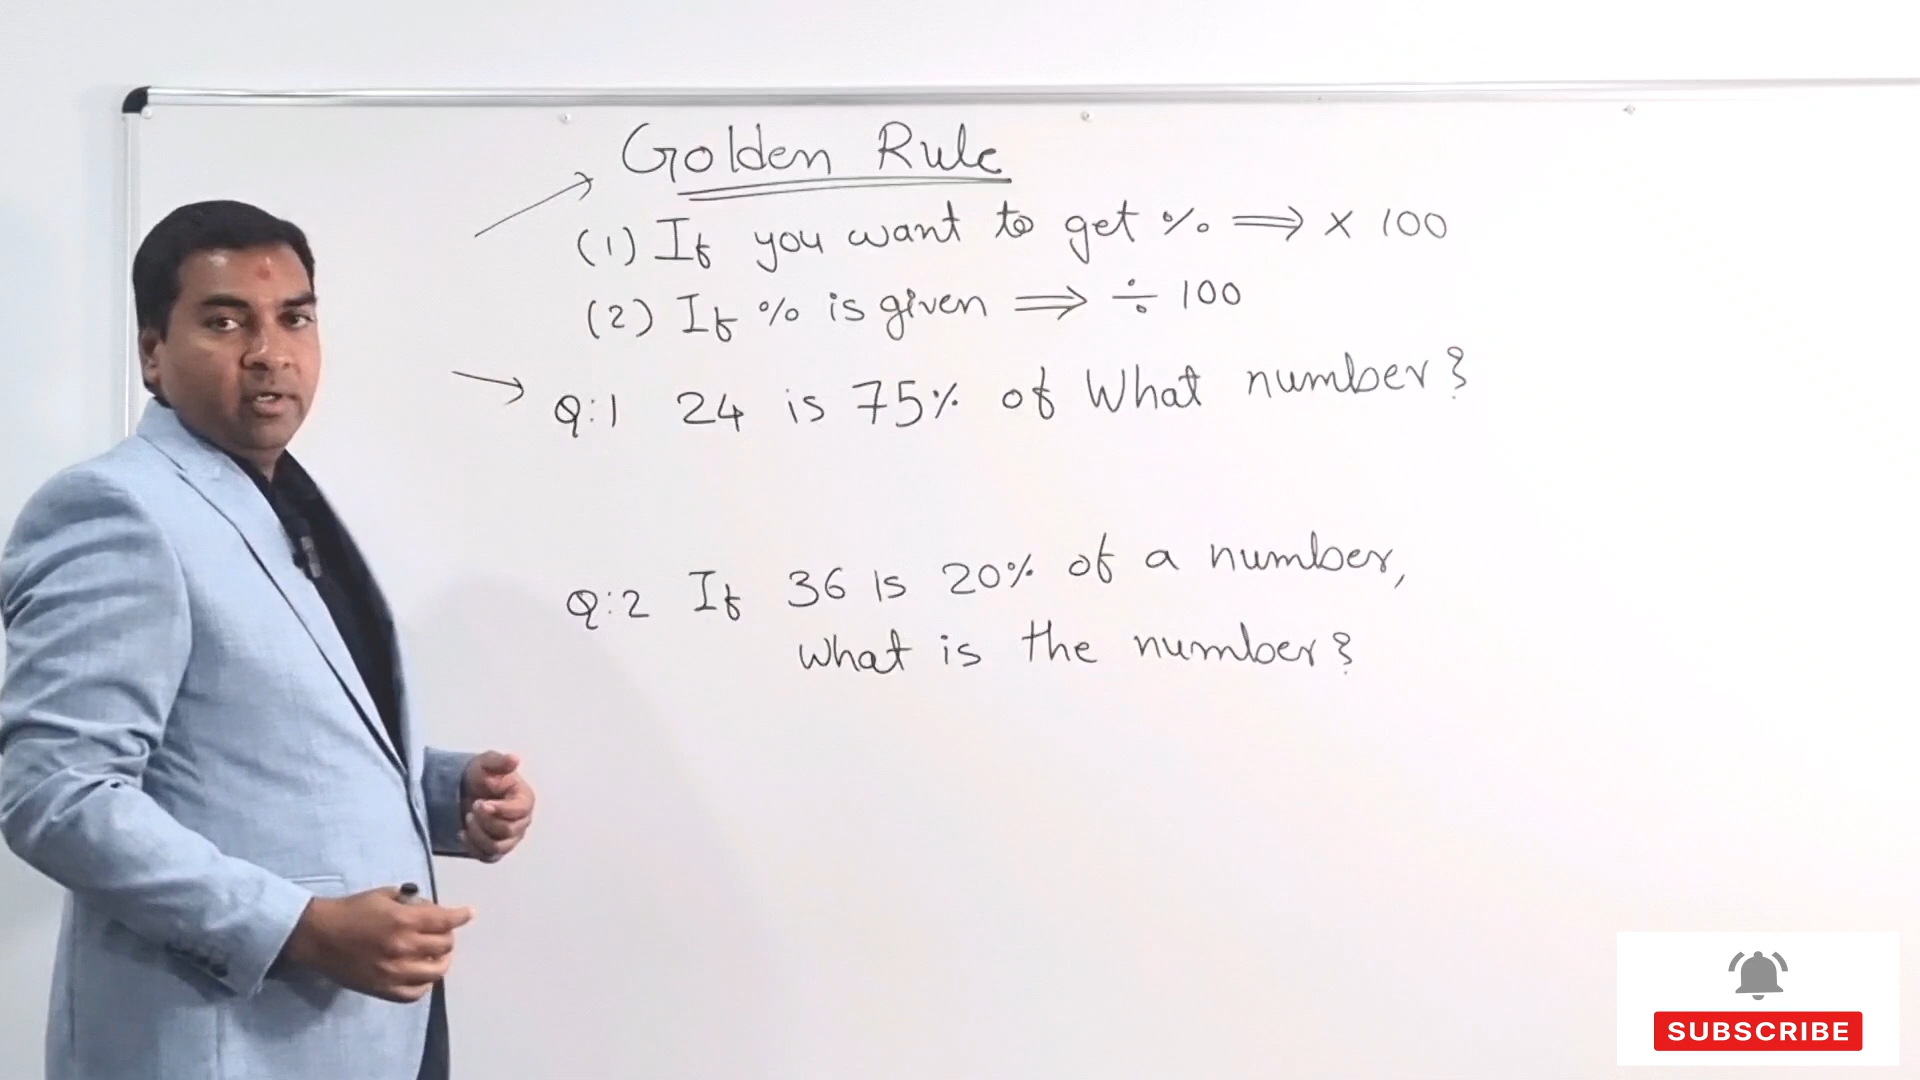 Golden Rule
(1) If you want to get % ⇒ × 100
(2) If % is given ⇒ ÷ 100
Q:1 24 is 75% of What number?
Q:2 If 36 is 20% of a number,
what is the number?
SUBSCRIBE